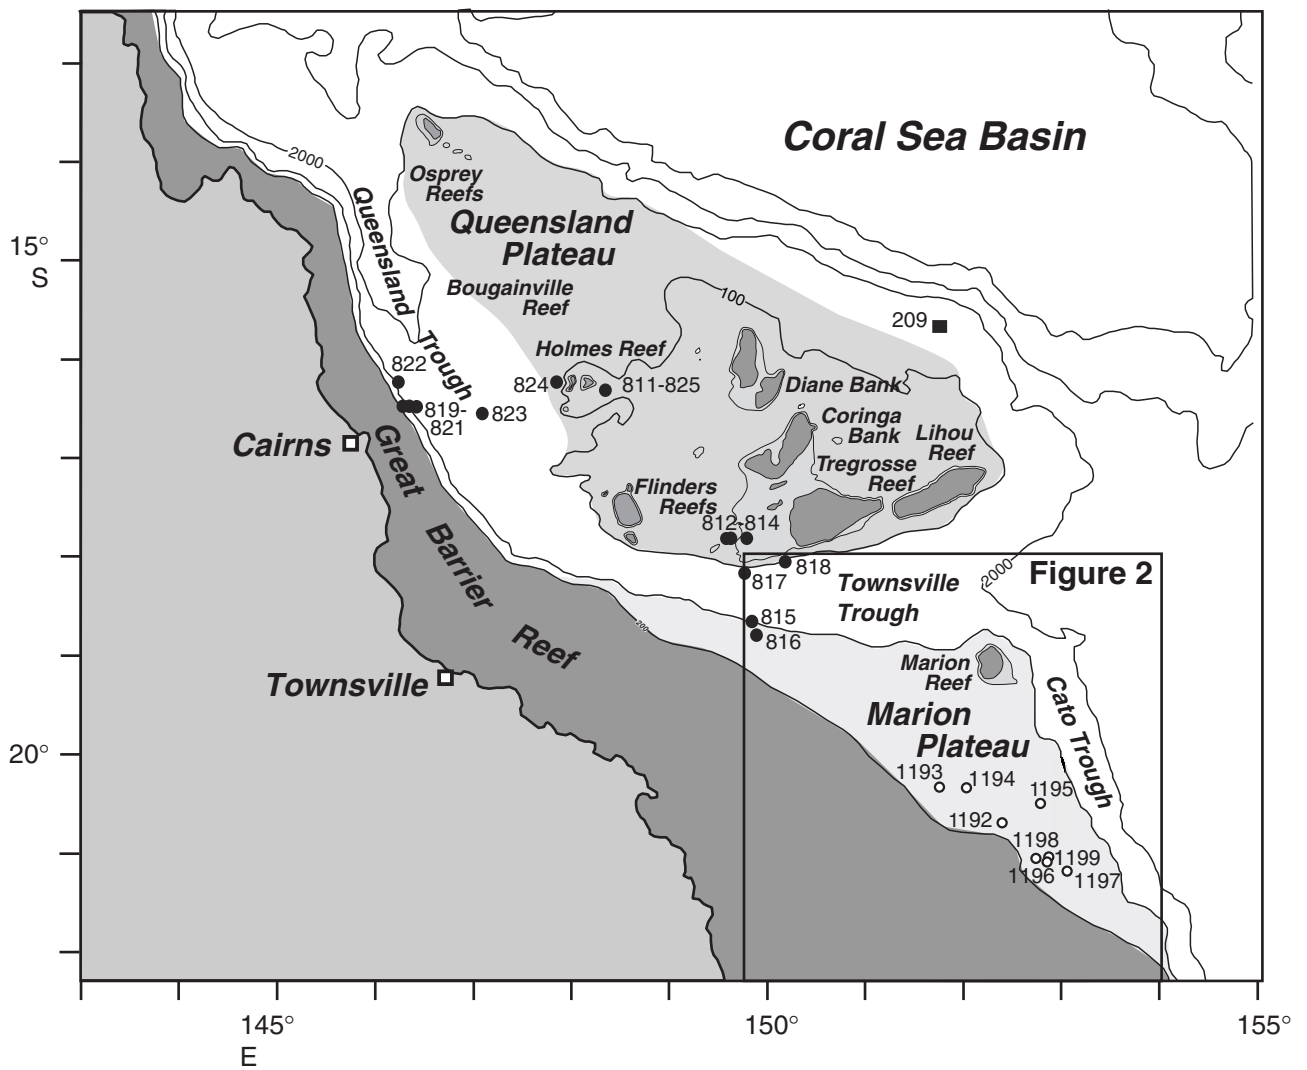 2000
Coral Sea Basin
Osprey
Reefs
Queensland
Trough
Queensland
Plateau
15°
S
Bougainville
Reef
100
209
Holmes Reef
822
824
811-825
Diane Bank
819-
821
823
Coringa
Bank
Lihou
Reef
Cairns
Great
Barrier
Reef
Tregrosse
Reef
Flinders
Reefs
812-814
818
817
2000
Figure 2
Townsville
Trough
815
816
200
Marion
Reef
Townsville
Cato Trough
Marion
Plateau
20°
1193
1194
1195
1192
1198
1199
1196
1197
145°
E
150°
155°